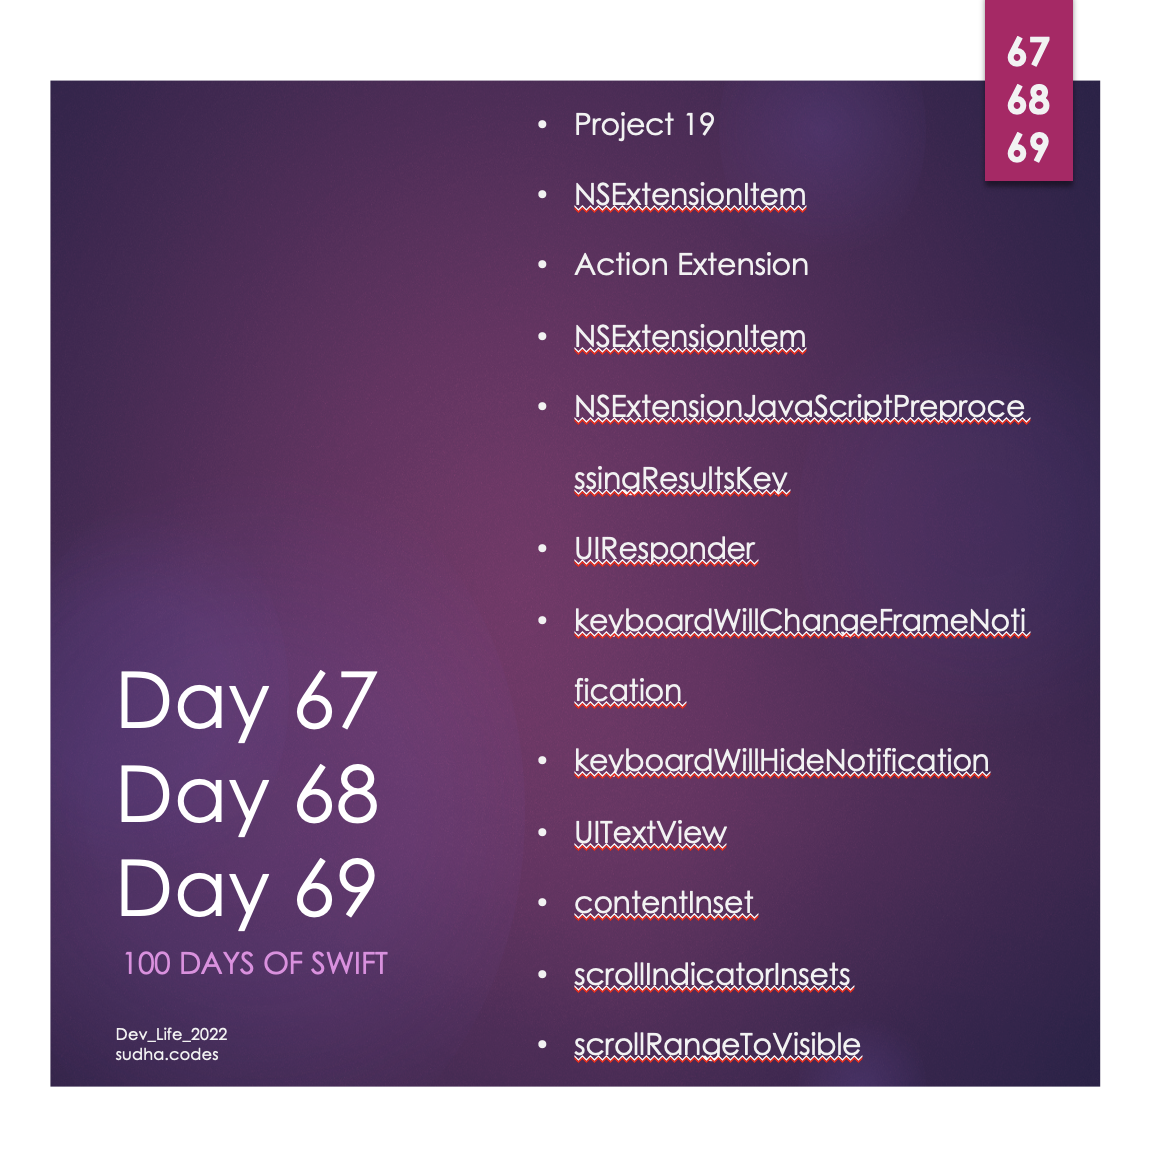 67
68
69
• Project 19
• NSExtensionItem
• Action Extension
• NSExtensionItem
• NSExtensionJavaScriptPreproce
ssingResultsKey
• UIResponder
• keyboardWillChangeFrameNoti
fication
• keyboardWillHideNotification
• UITextView
• contentInset
• scrollIndicatorInsets
• scrollRangeToVisible
Day 67
Day 68
Day 69
100 DAYS OF SWIFT
Dev_Life_2022
sudha.codes